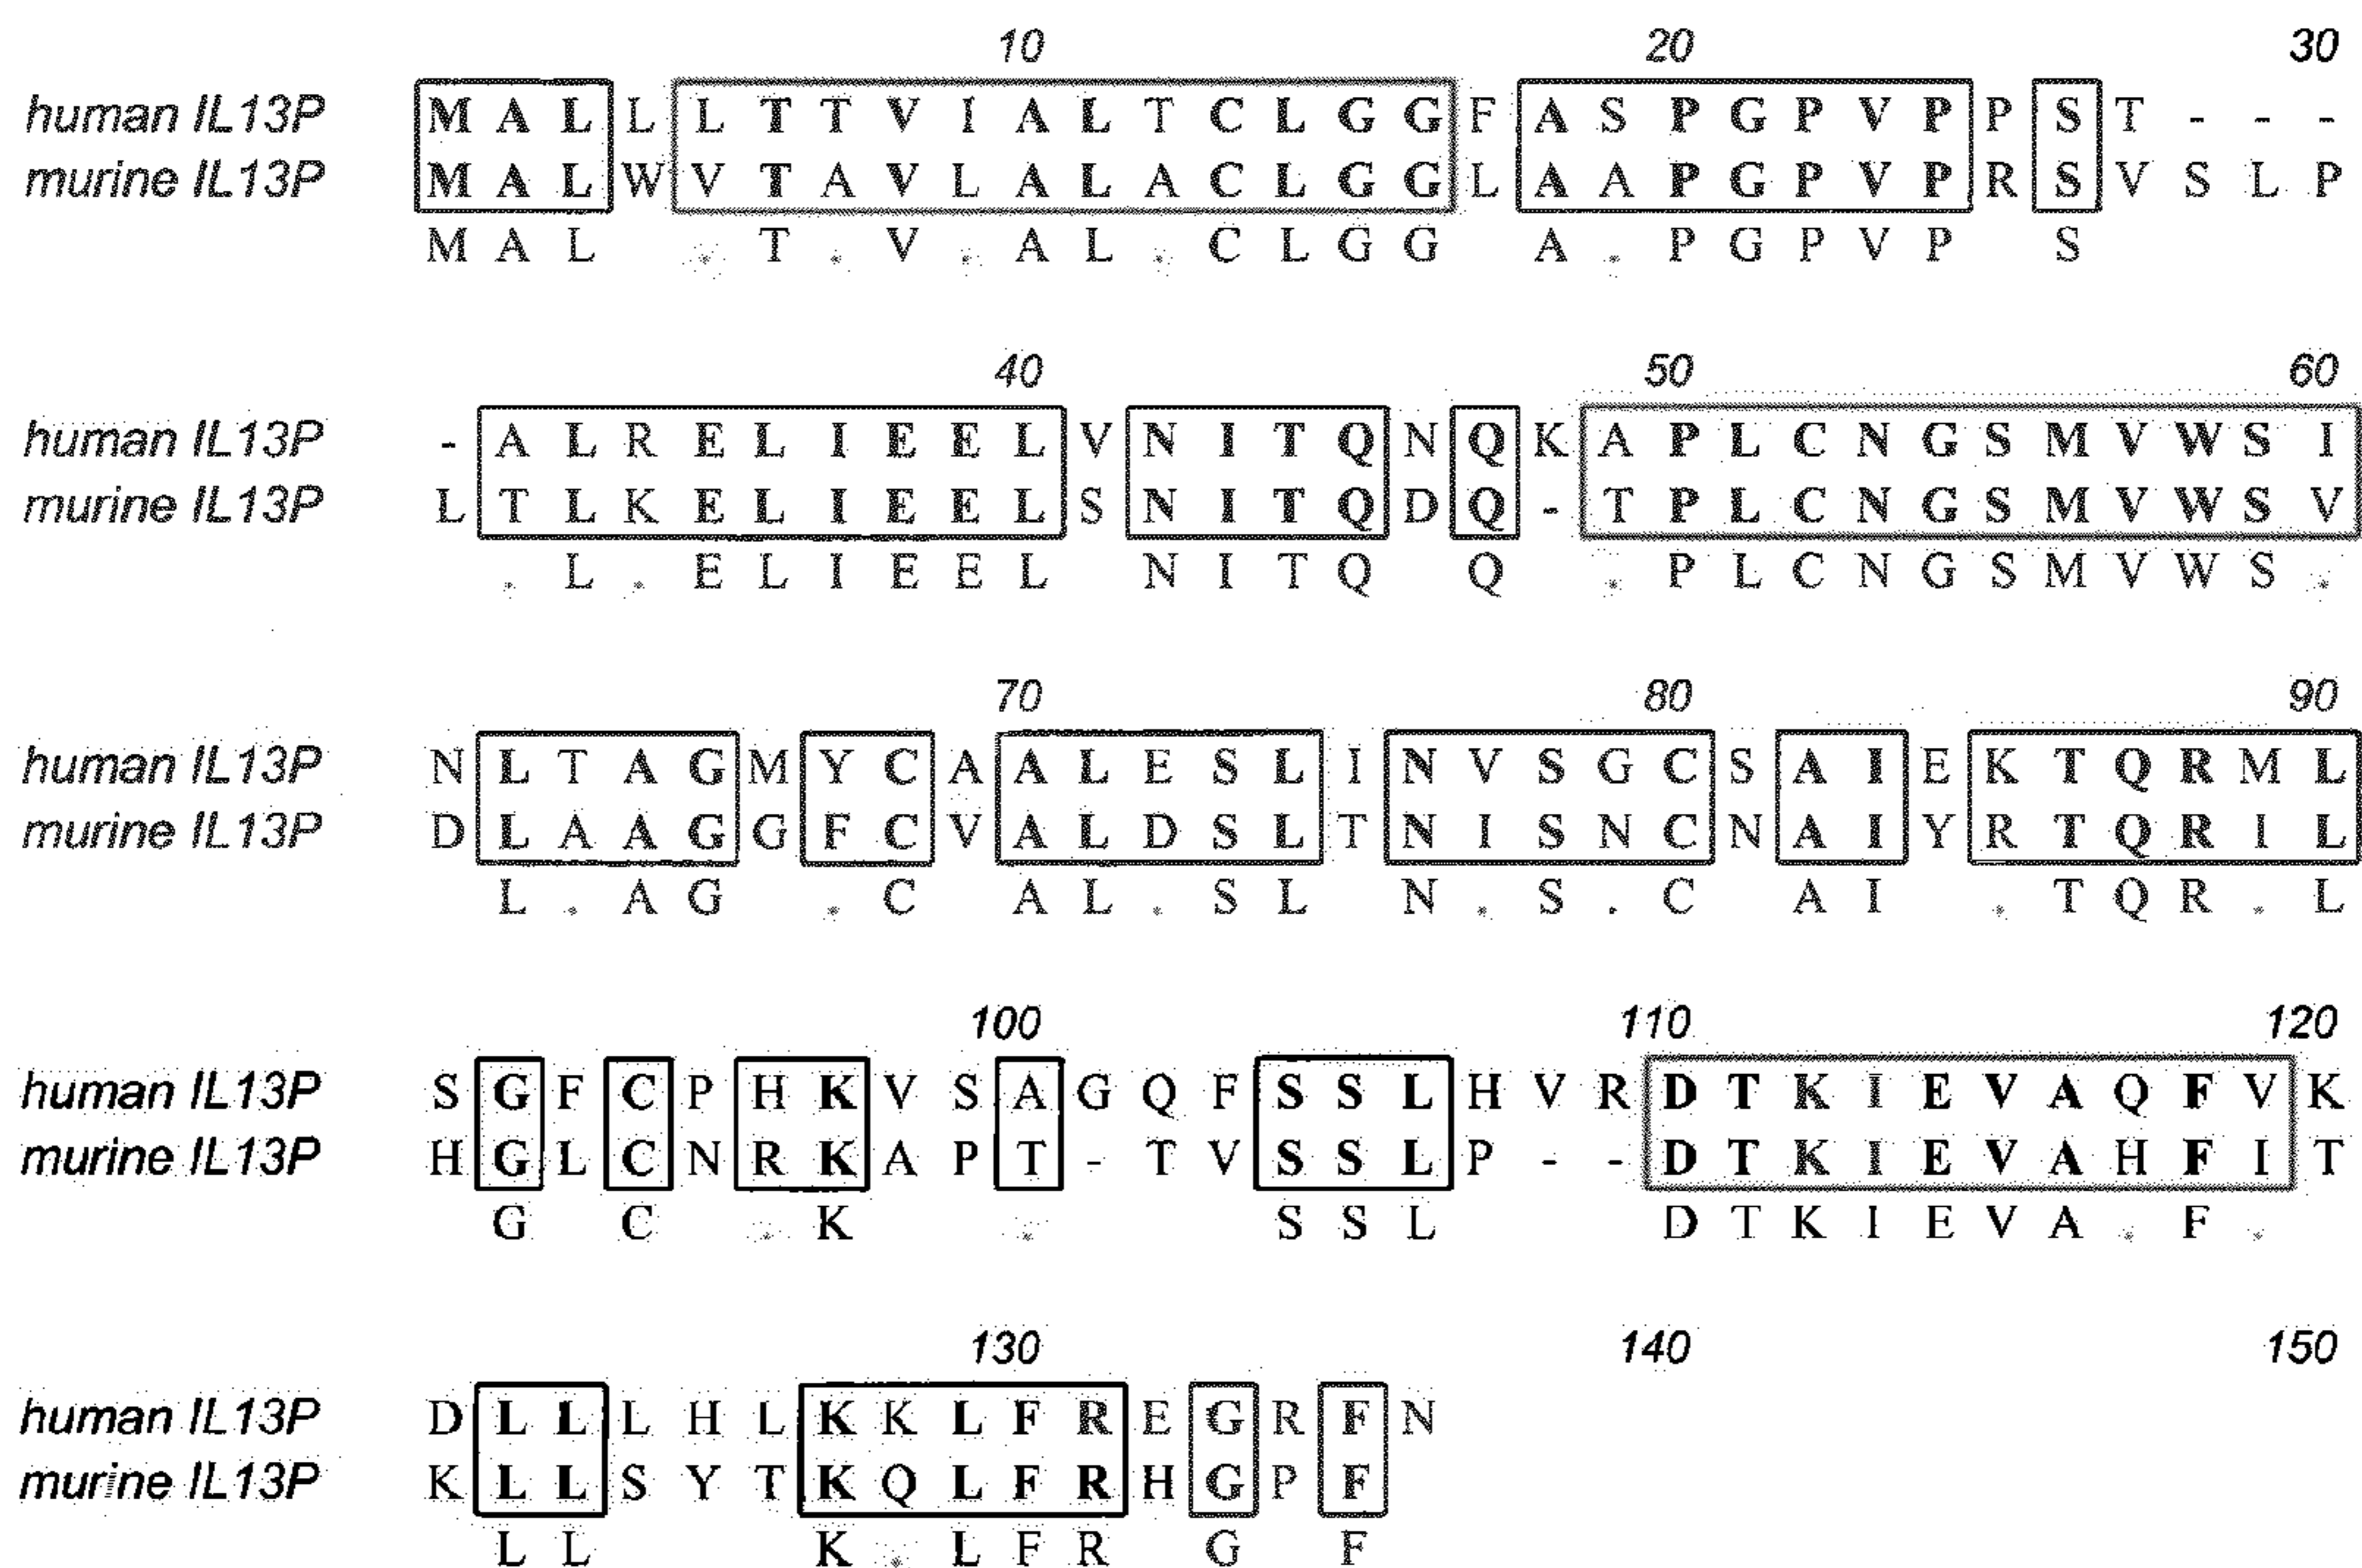 10 20 30
human IL13P M A L L L T T V I A L T C L G G F A S P G P V P P S T - - -
murine IL13P M A L W V T A V L A L A C L G G L A A P G P V P R S V S L P
M A L . T . V . A L . C L G G A . P G P V P S
40 50 60
human IL13P - A L R E L I E E L V N I T Q N Q K A P L C N G S M V W S I
murine IL13P L T L K E L I E E L S N I T Q D Q - T P L C N G S M V W S V
. L . E L I E E L N I T Q Q . P L C N G S M V W S .
70 80 90
human IL13P N L T A G M Y C A A L E S L I N V S G C S A I E K T Q R M L
murine IL13P D L A A G G F C V A L D S L T N I S N C N A I Y R T Q R I L
L . A G . C A L . S L N . S . C A I . T Q R . L
100 110 120
human IL13P S G F C P H K V S A G Q F S S L H V R D T K I E V A Q F V K
murine IL13P H G L C N R K A P T - T V S S L P - - D T K I E V A H F I T
G C . K . S S L D T K I E V A . F .
130 140 150
human IL13P D L L L H L K K L F R E G R F N
murine IL13P K L L S Y T K Q L F R H G P F
L L K . L F R G F